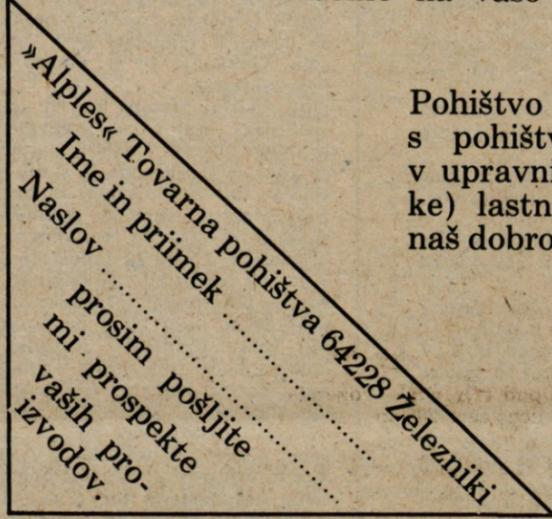 »Alples« Tovarna pohištva 64228 Železniki
Ime in priimek ....................
Naslov ..............................
prosim pošljite
mi prospekte
vaših pro-
izvodov.
Pohištvo
s pohištv
v upravni
ke) lastn
naš dobro